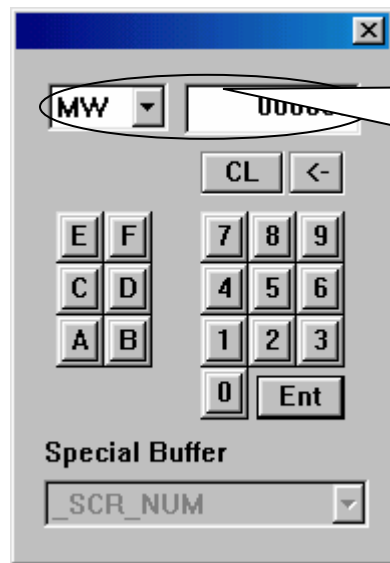 MW
CL <-
E F 7 8 9
C D 4 5 6
A B 1 2 3
0 Ent
Special Buffer
_SCR_NUM